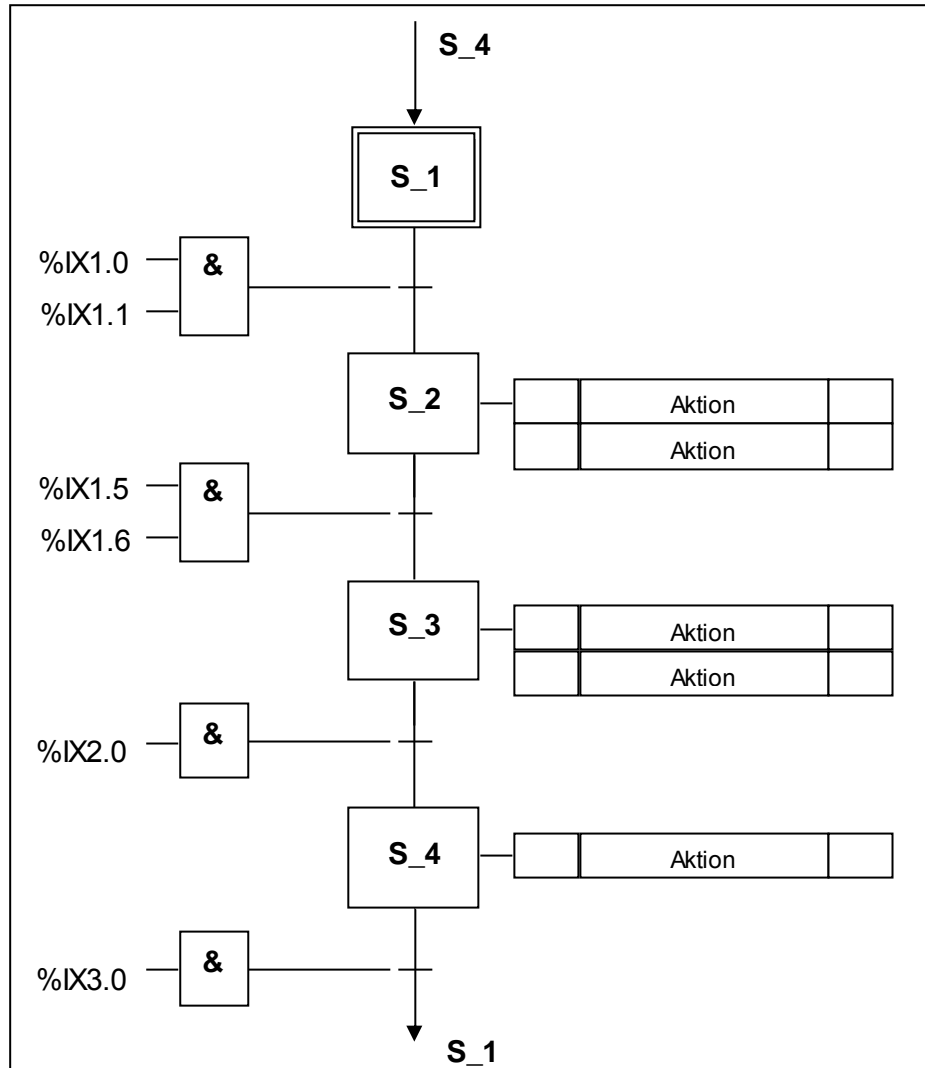 S_4
S_1
%IX1.0
&
%IX1.1
S_2
Aktion
Aktion
%IX1.5
&
%IX1.6
S_3
Aktion
Aktion
%IX2.0
&
S_4
Aktion
%IX3.0
&
S_1